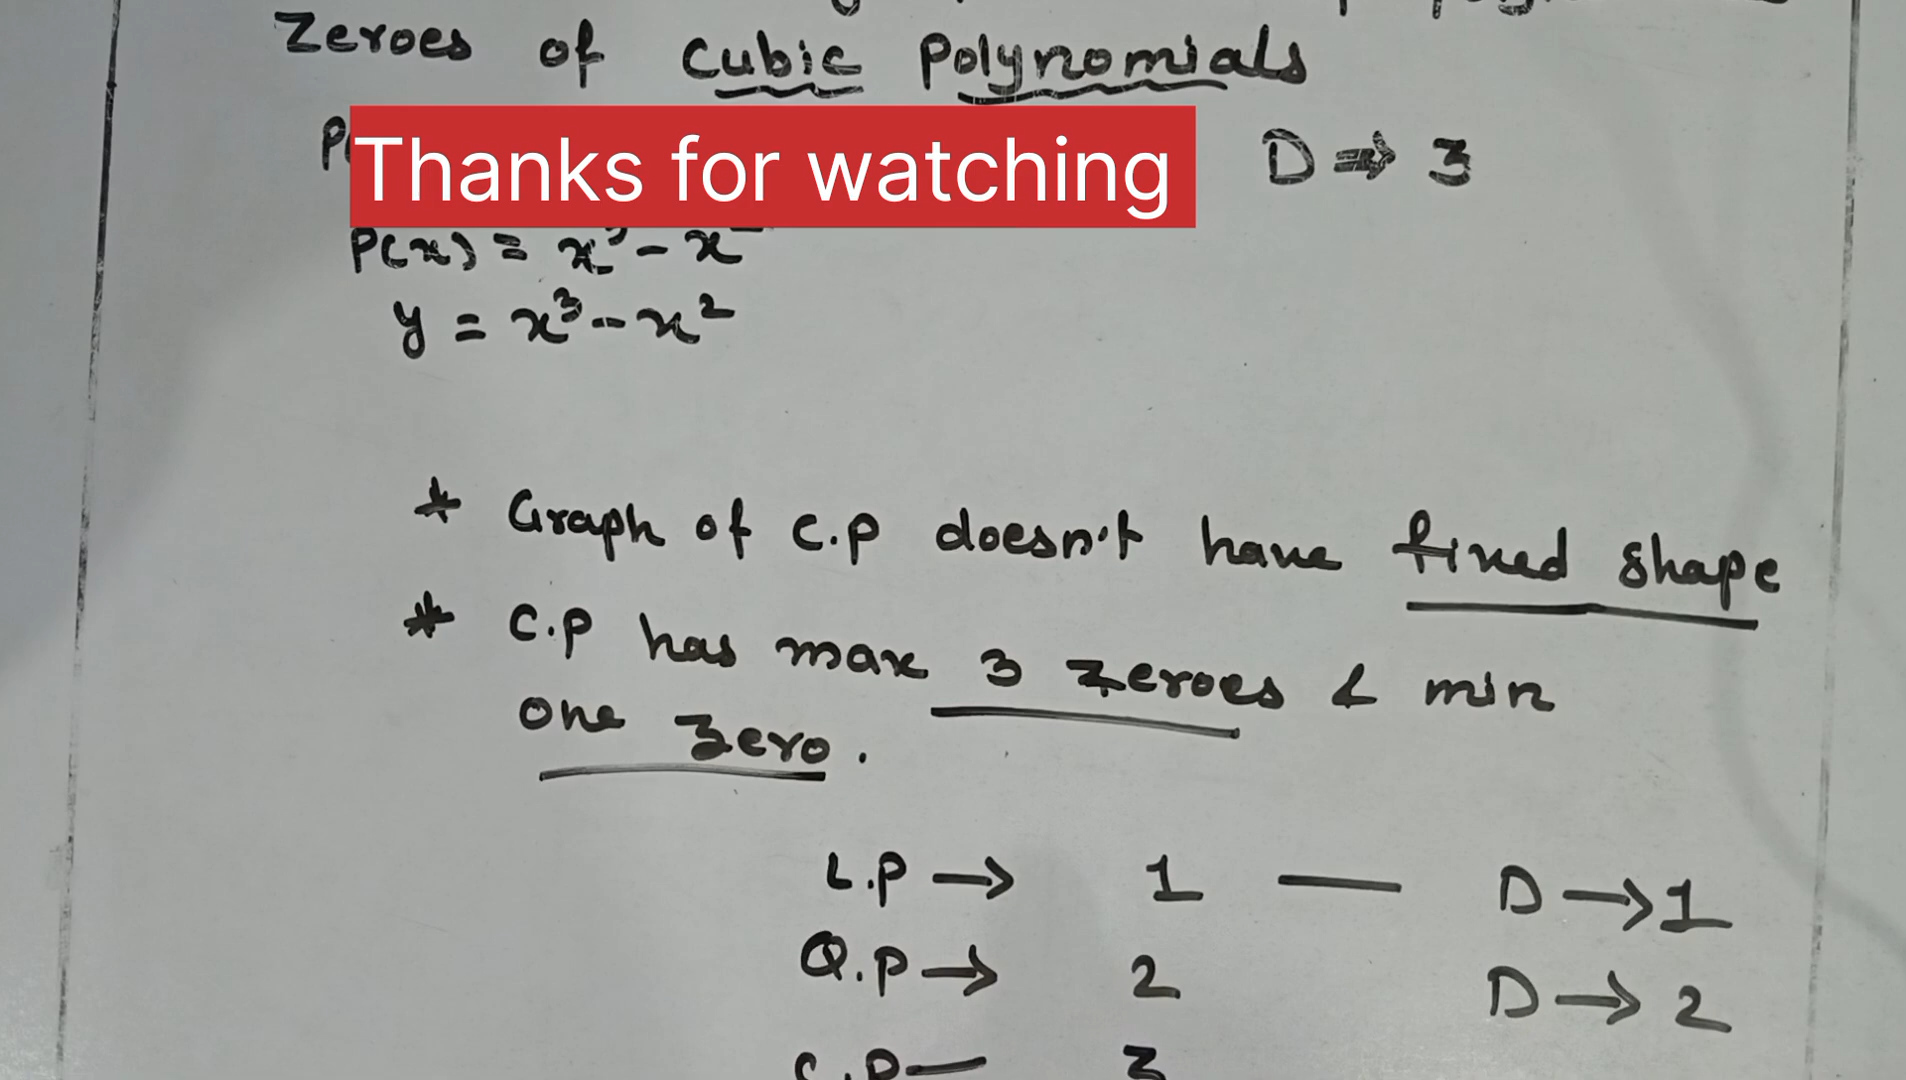 Zeroes of Cubic Polynomials
Thanks for watching
D ⇒ 3
P(x) = x³ - x
y = x³ - x²
* Graph of C.P doesn't have fixed shape
* C.P has max 3 zeroes & min
one zero.
L.P → 1 — D → 1
Q.P → 2 D → 2
C.P — 3